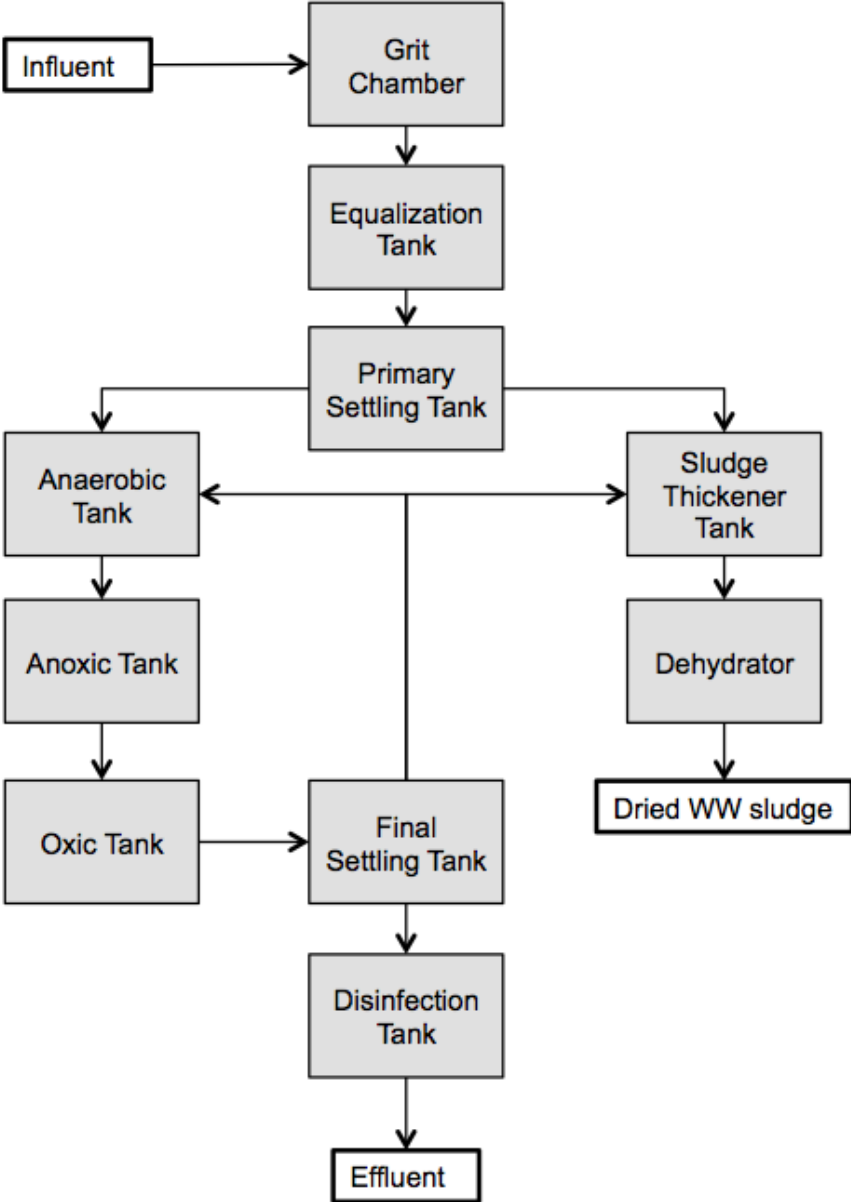 Influent
Grit
Chamber
Equalization
Tank
Primary
Settling Tank
Anaerobic
Tank
Sludge
Thickener
Tank
Anoxic Tank
Dehydrator
Oxic Tank
Final
Settling Tank
Dried WW sludge
Disinfection
Tank
Effluent